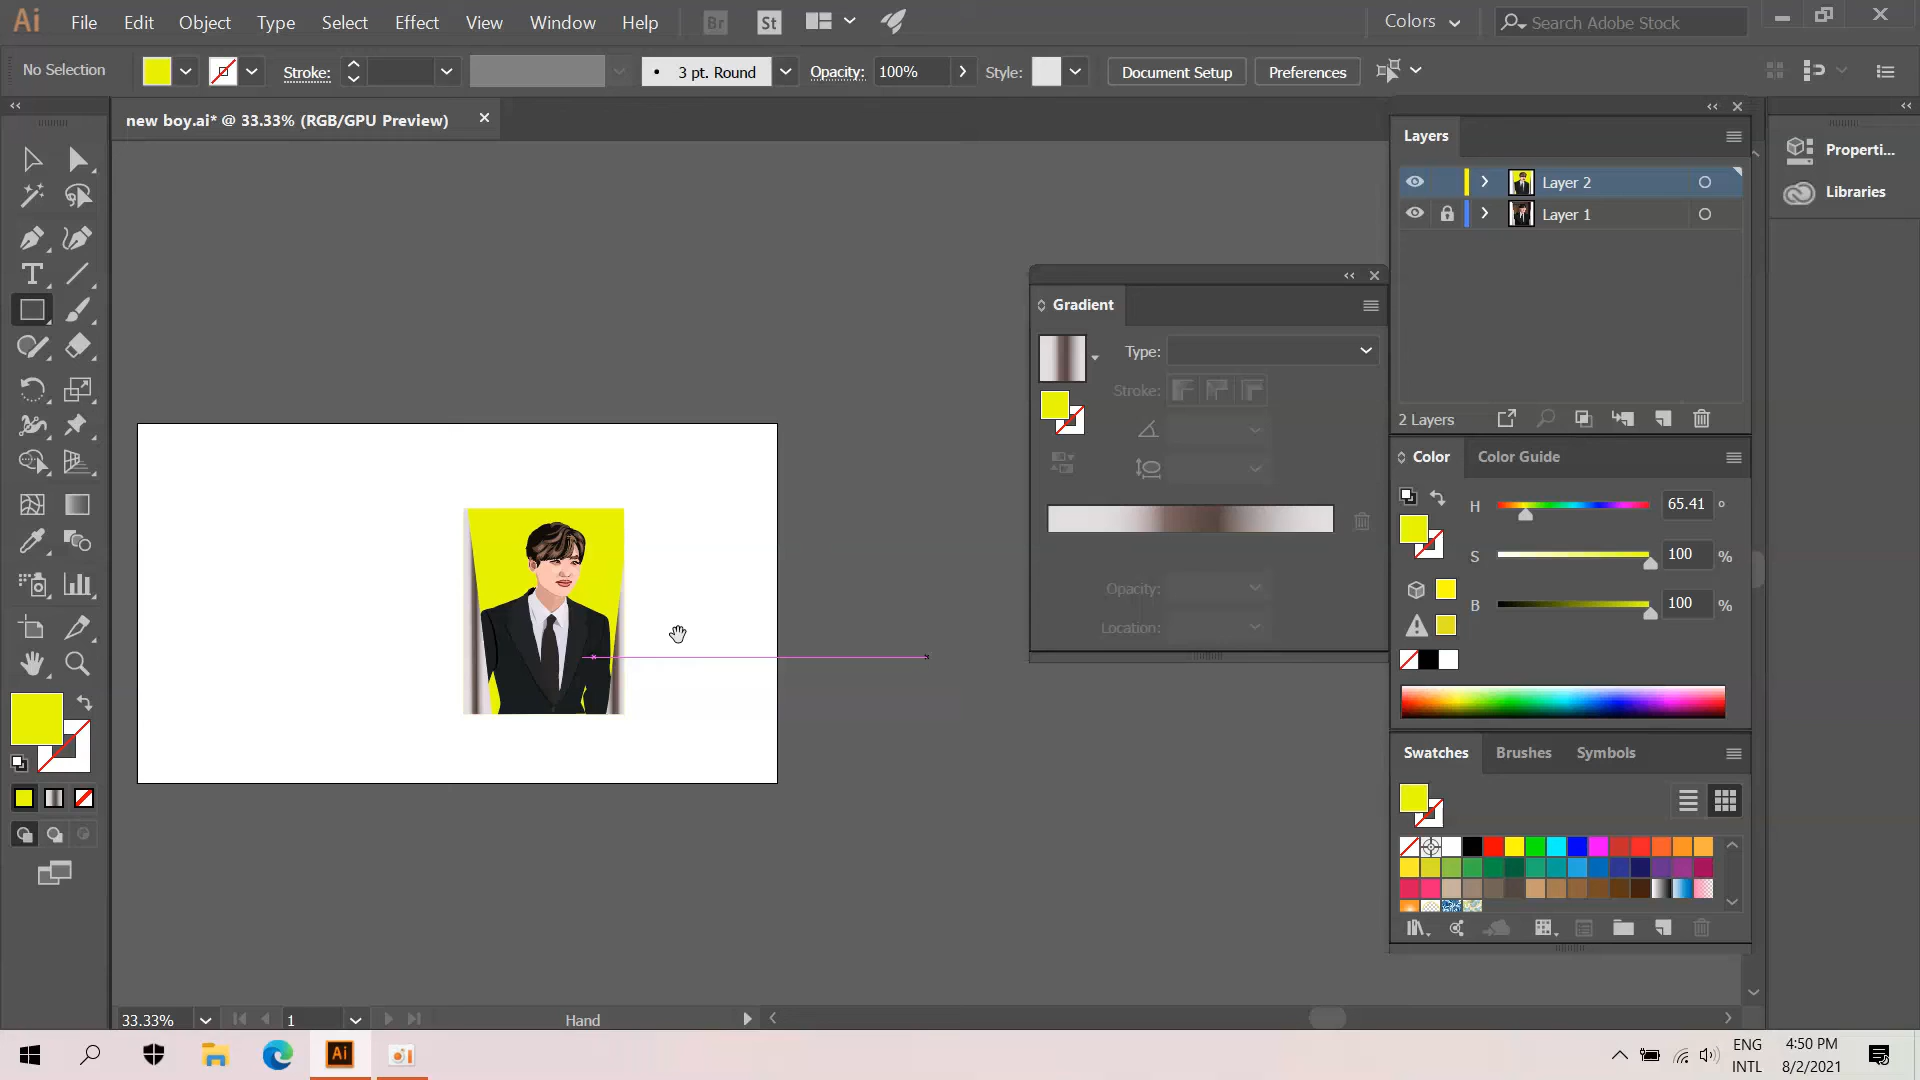 Ai File Edit Object Type Select Effect View Window Help Br St Colors Search Adobe Stock
No Selection Stroke: 3 pt. Round Opacity: 100% Style: Document Setup Preferences
new boy.ai* @ 33.33% (RGB/GPU Preview)
Layers
Layer 2
Layer 1
2 Layers
Properti...
Libraries
Gradient
Type:
Stroke:
Opacity:
Location:
Color Color Guide
H 65.41 °
S 100 %
B 100 %
Swatches Brushes Symbols
33.33% 1 Hand
Ai
ENG
INTL
4:50 PM
8/2/2021